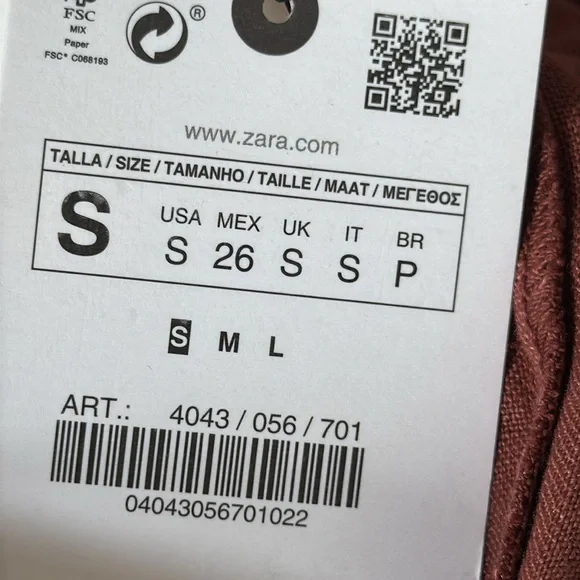 FSC
MIX
Paper
FSC® C068193
®
www.zara.com
TALLA / SIZE / TAMANHO / TAILLE / MAAT / ΜΕΓΕΘΟΣ
S
USA MEX UK IT BR
S 26 S S P
S M L
ART.: 4043 / 056 / 701
04043056701022